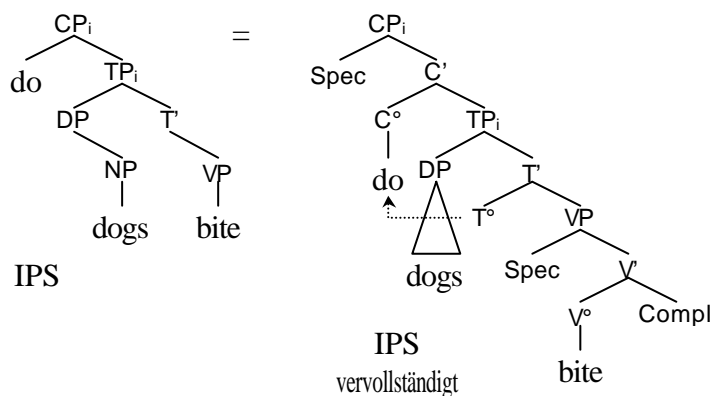 CPi = CPi
do TPi Spec C'
DP T' C° TPi
NP VP do DP T'
dogs bite T° VP
dogs Spec V'
IPS V° Compl
IPS bite
vervollständigt